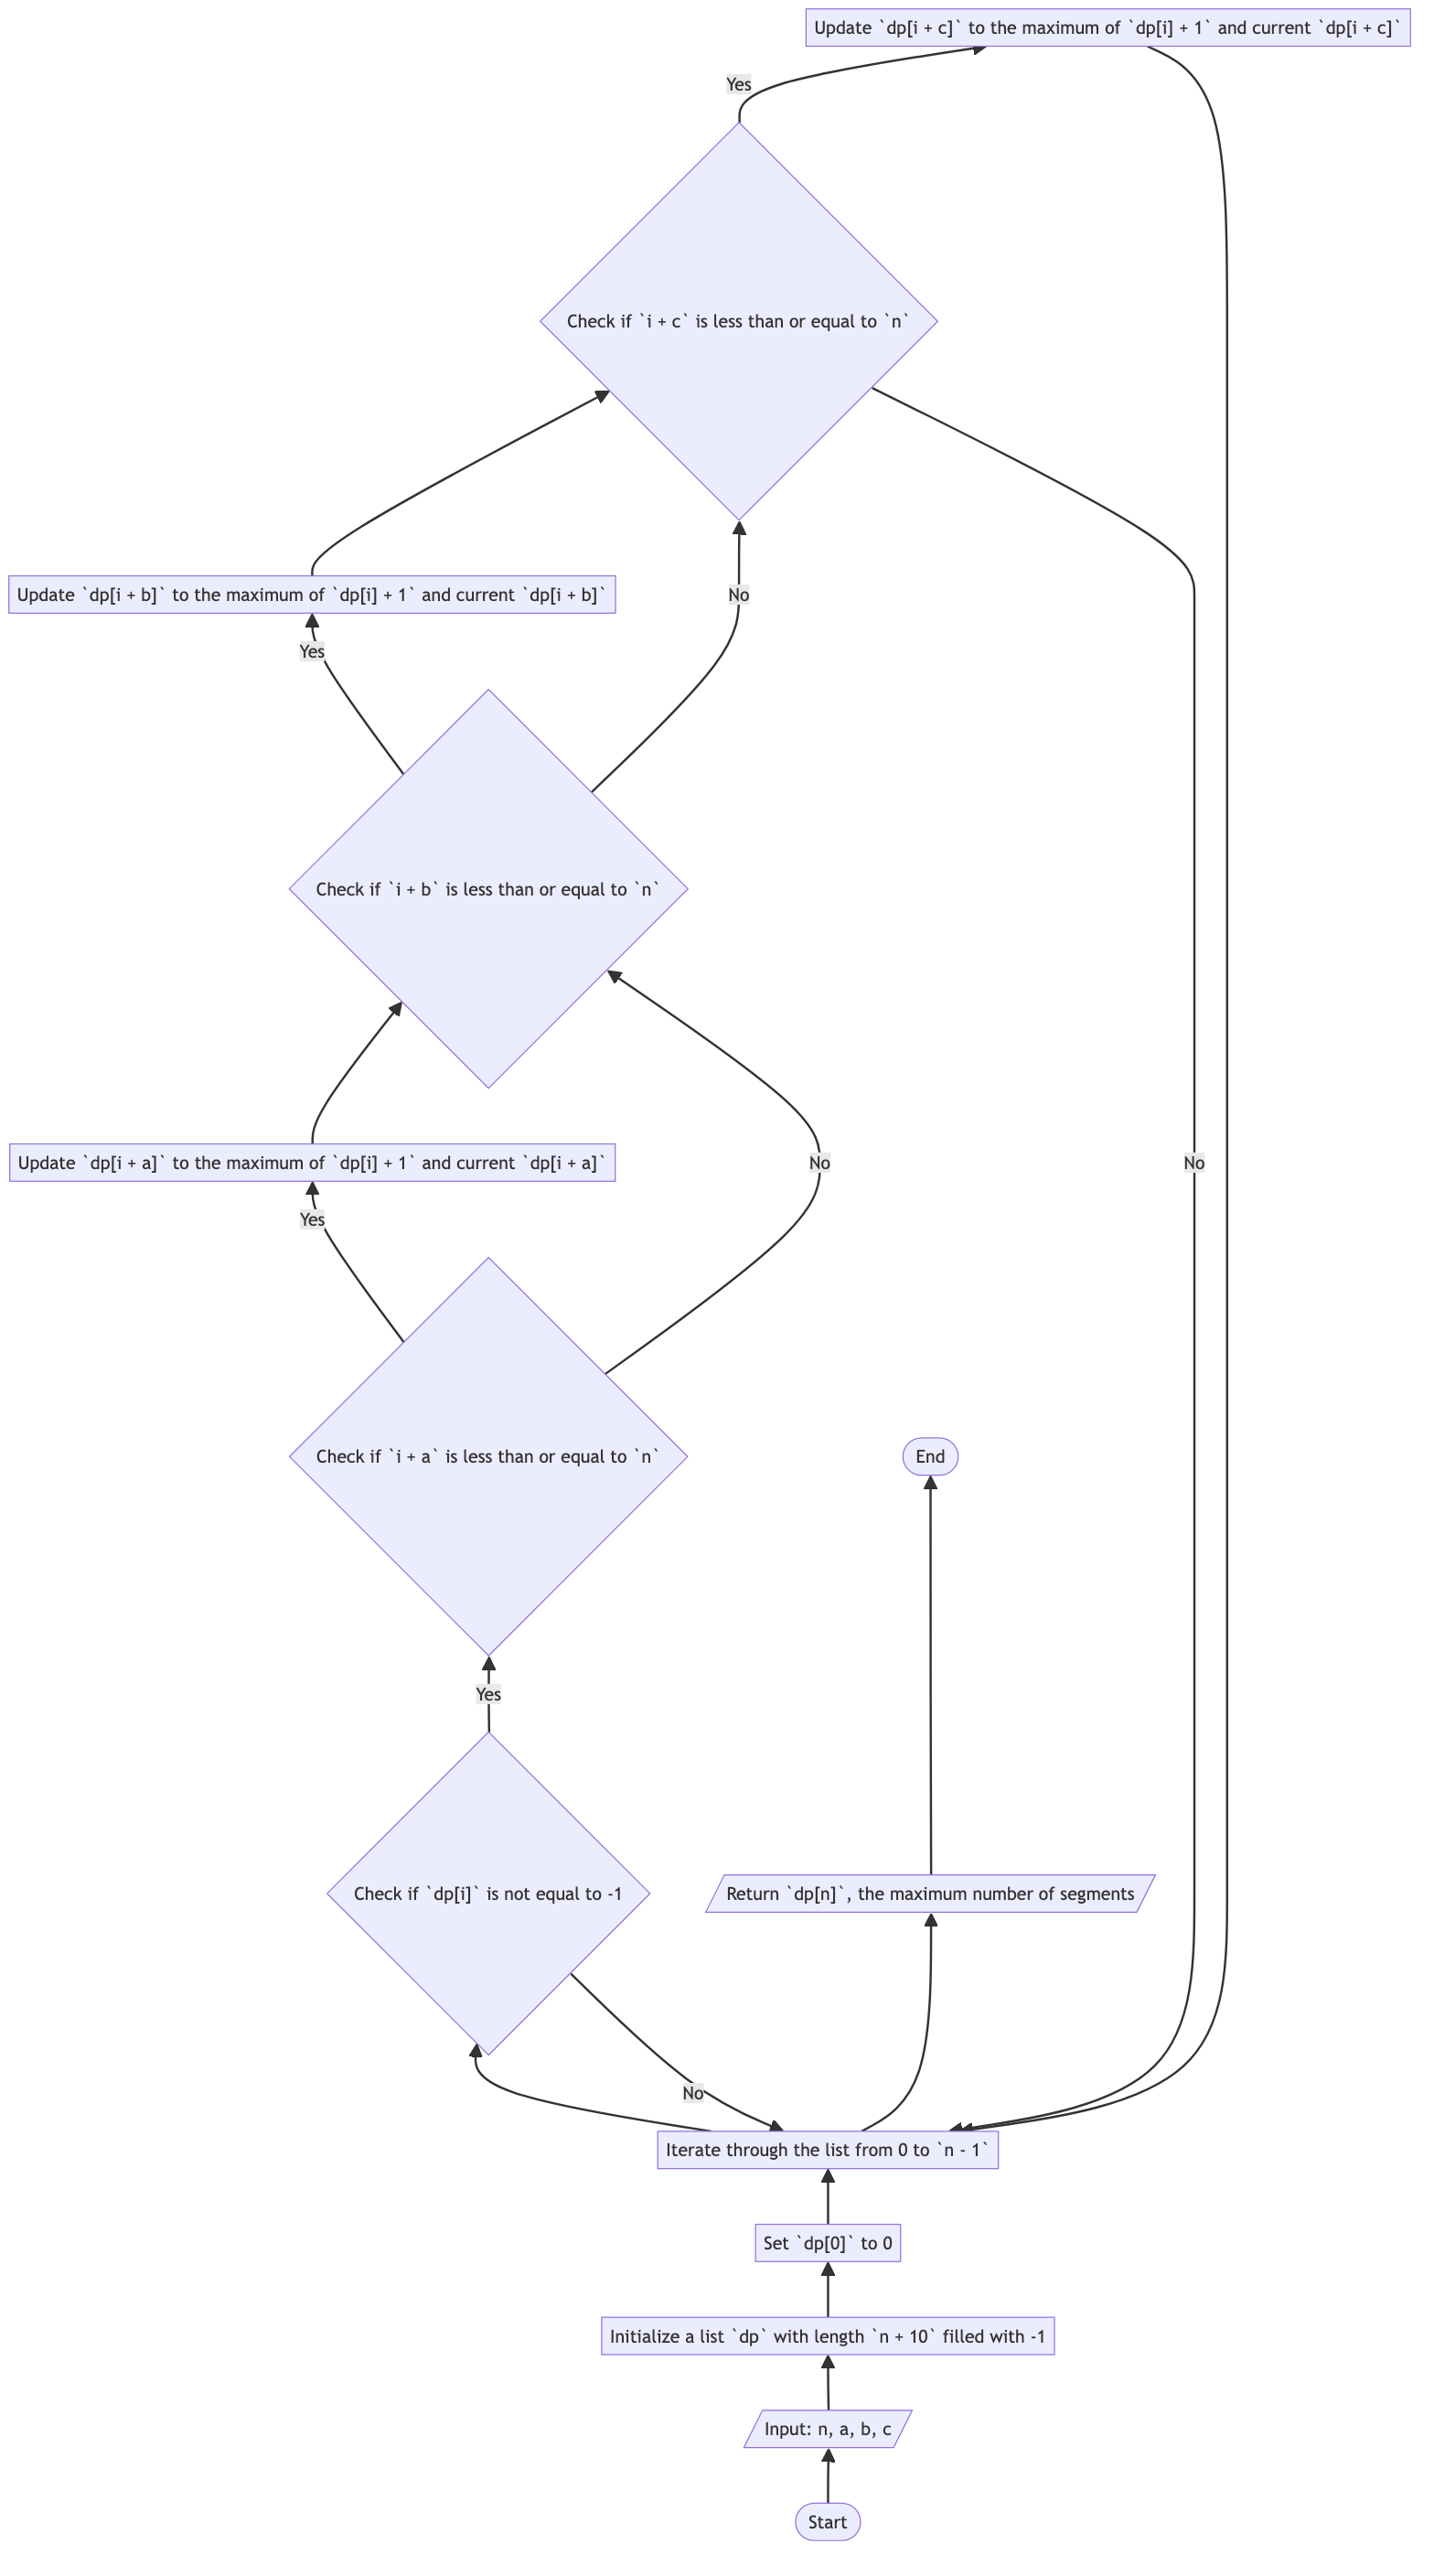 Update `dp[i + c]` to the maximum of `dp[i] + 1` and current `dp[i + c]`
Yes
Check if `i + c` is less than or equal to `n`
Update `dp[i + b]` to the maximum of `dp[i] + 1` and current `dp[i + b]`
No
Yes
Check if `i + b` is less than or equal to `n`
Update `dp[i + a]` to the maximum of `dp[i] + 1` and current `dp[i + a]`
No
No
Yes
Check if `i + a` is less than or equal to `n`
End
Yes
Check if `dp[i]` is not equal to -1
Return `dp[n]`, the maximum number of segments
No
Iterate through the list from 0 to `n - 1`
Set `dp[0]` to 0
Initialize a list `dp` with length `n + 10` filled with -1
Input: n, a, b, c
Start